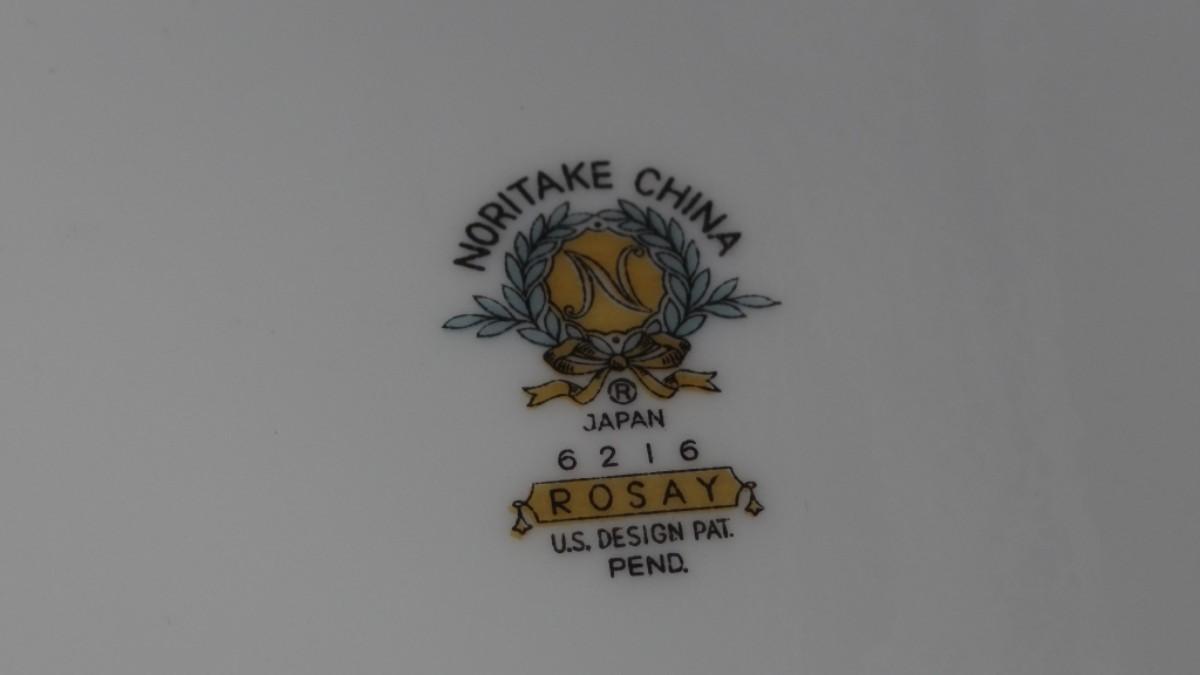 NORITAKE CHINA
N
®
JAPAN
6216
ROSAY
U.S. DESIGN PAT.
PEND.